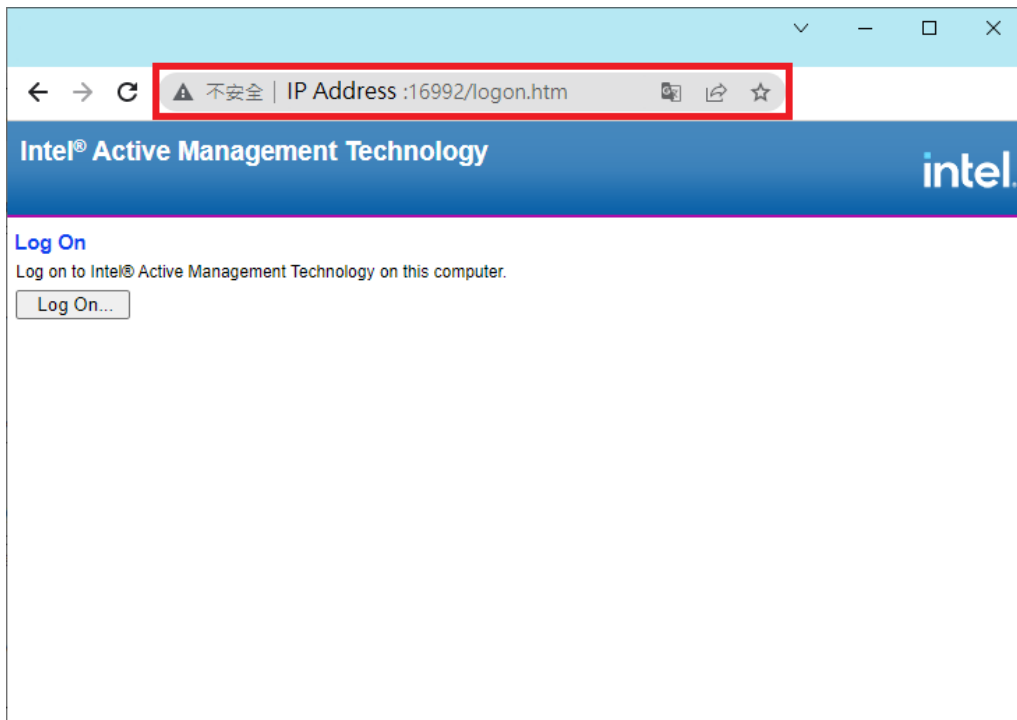 不安全 | IP Address :16992/logon.htm
Intel® Active Management Technology
intel.
Log On
Log on to Intel® Active Management Technology on this computer.
Log On...